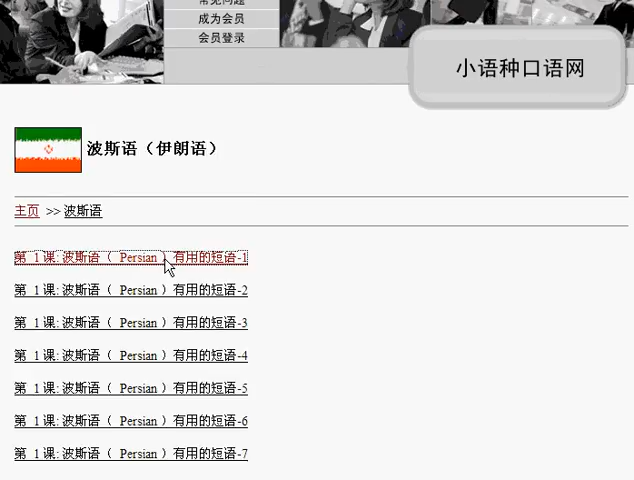 常见问题
成为会员
会员登录
小语种口语网
波斯语（伊朗语）
主页 >> 波斯语
第 1 课: 波斯语（ Persian ）有用的短语-1
第 1 课: 波斯语（ Persian ）有用的短语-2
第 1 课: 波斯语（ Persian ）有用的短语-3
第 1 课: 波斯语（ Persian ）有用的短语-4
第 1 课: 波斯语（ Persian ）有用的短语-5
第 1 课: 波斯语（ Persian ）有用的短语-6
第 1 课: 波斯语（ Persian ）有用的短语-7